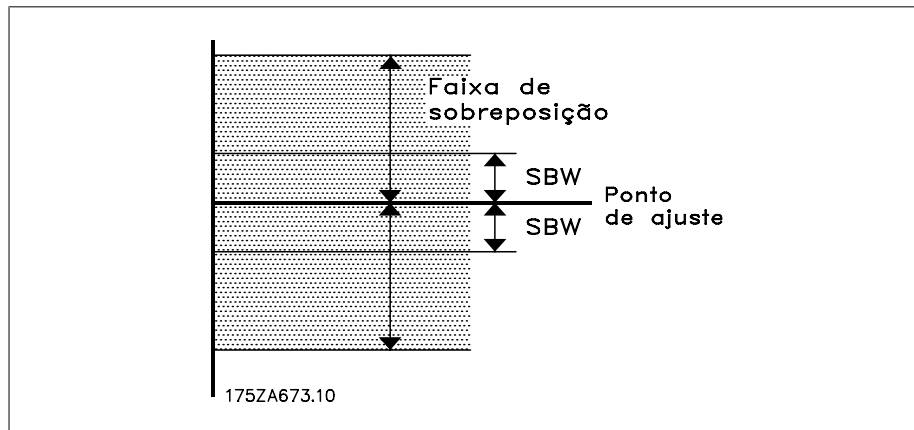 Faixa de
sobreposição
SBW
Ponto
de ajuste
SBW
175ZA673.10